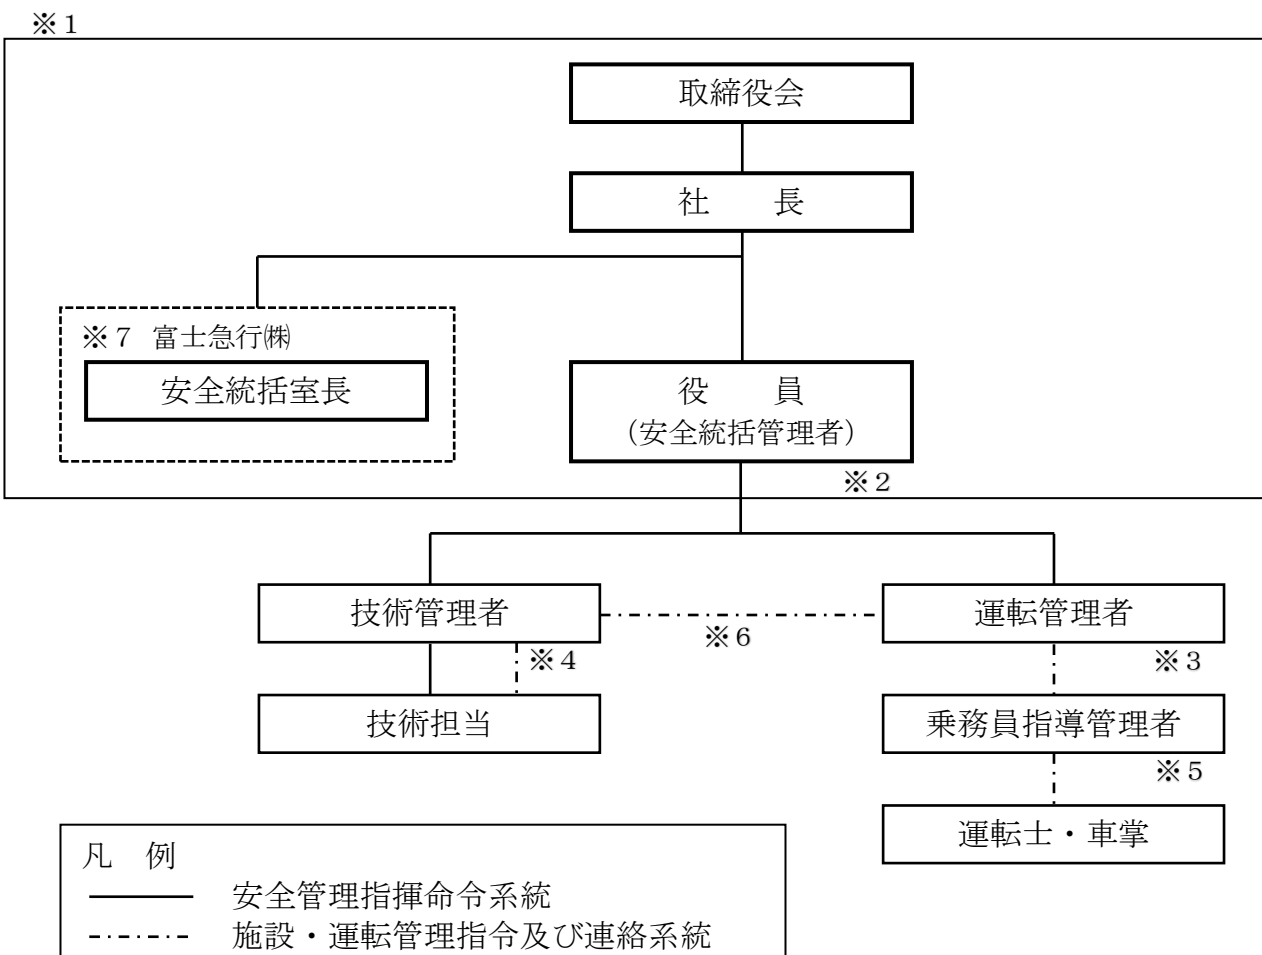 ※１
取締役会
社　　長
※７ 富士急行㈱
安全統括室長
役　　員
（安全統括管理者）
※２
技術管理者
運転管理者
※６
※４
※３
技術担当
乗務員指導管理者
※５
運転士・車掌
凡　例
安全管理指揮命令系統
施設・運転管理指令及び連絡系統